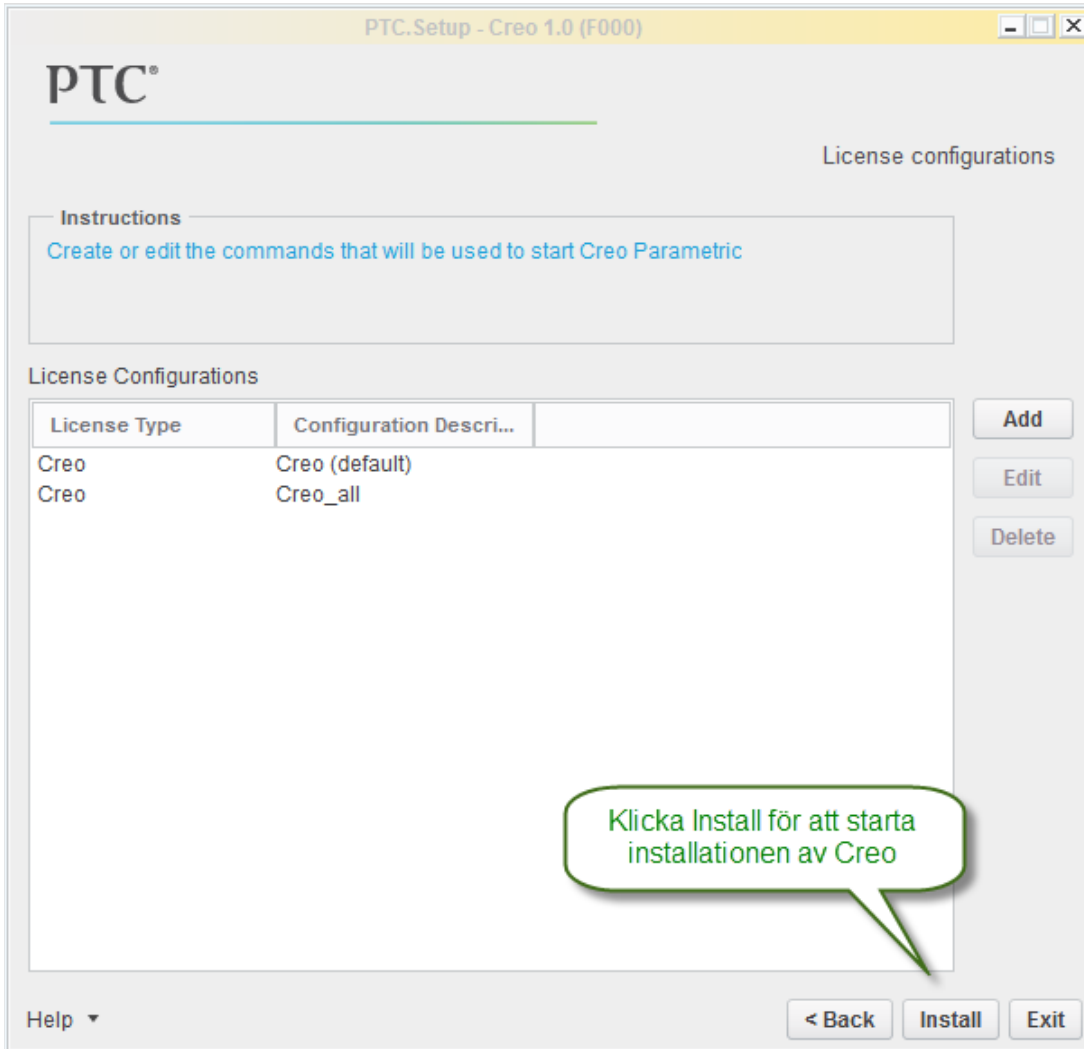 PTC.Setup - Creo 1.0 (F000)
PTC®
License configurations
Instructions
Create or edit the commands that will be used to start Creo Parametric
License Configurations
License Type Configuration Descri...
Creo Creo (default)
Creo Creo_all
Add
Edit
Delete
Klicka Install för att starta
installationen av Creo
Help
< Back Install Exit